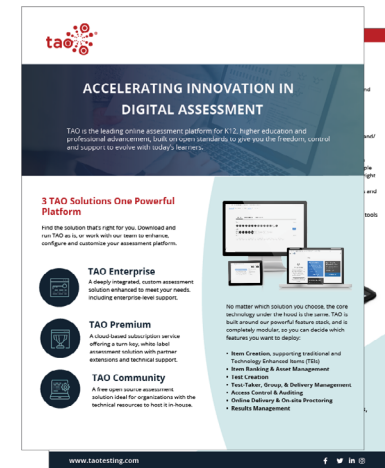 tao
ACCELERATING INNOVATION IN
DIGITAL ASSESSMENT
TAO is the leading online assessment platform for K12, higher education and
professional advancement, built on open standards to give you the freedom, control
and support to evolve with today's learners.
3 TAO Solutions One Powerful
Platform
Find the solution that's right for you. Download and
run TAO as is, or work with our team to enhance,
configure and customize your assessment platform.
TAO Enterprise
A deeply integrated, custom assessment
solution enhanced to meet your needs,
including enterprise-level support.
TAO Premium
A cloud-based subscription service
offering a turn key, white label
assessment solution with partner
extensions and technical support.
TAO Community
A free open source assessment
solution ideal for organizations with the
technical resources to host it in-house.
No matter which solution you choose, the core
technology under the hood is the same. TAO is
built around our powerful feature stack, and is
completely modular, so you can decide which
features you want to deploy:
• Item Creation, supporting traditional and
Technology Enhanced Items (TEIs)
• Item Banking & Asset Management
• Test Creation
• Test-Taker, Group, & Delivery Management
• Access Control & Auditing
• Online Delivery & On-site Proctoring
• Results Management
and/
and
tools
www.taotesting.com